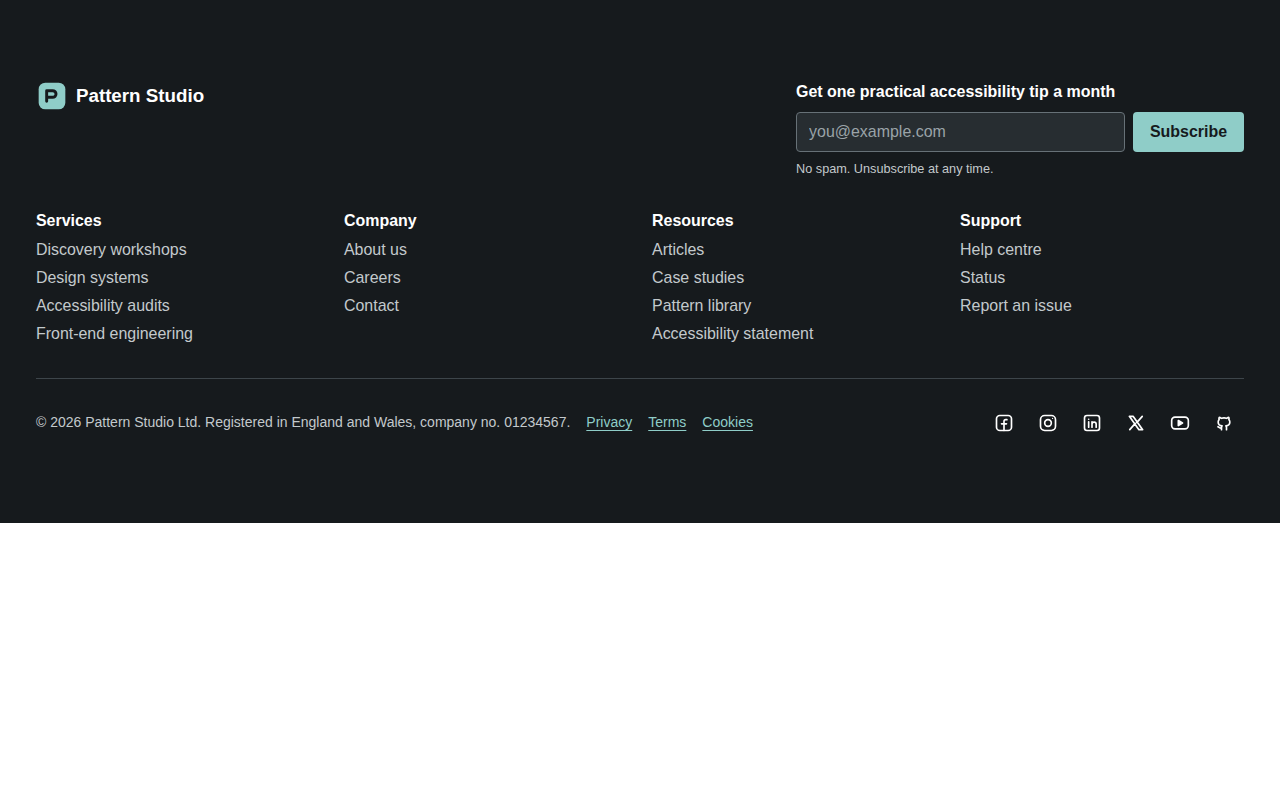 Pattern Studio
Get one practical accessibility tip a month
you@example.com
Subscribe
No spam. Unsubscribe at any time.
Services
Discovery workshops
Design systems
Accessibility audits
Front-end engineering
Company
About us
Careers
Contact
Resources
Articles
Case studies
Pattern library
Accessibility statement
Support
Help centre
Status
Report an issue
© 2026 Pattern Studio Ltd. Registered in England and Wales, company no. 01234567. Privacy Terms Cookies